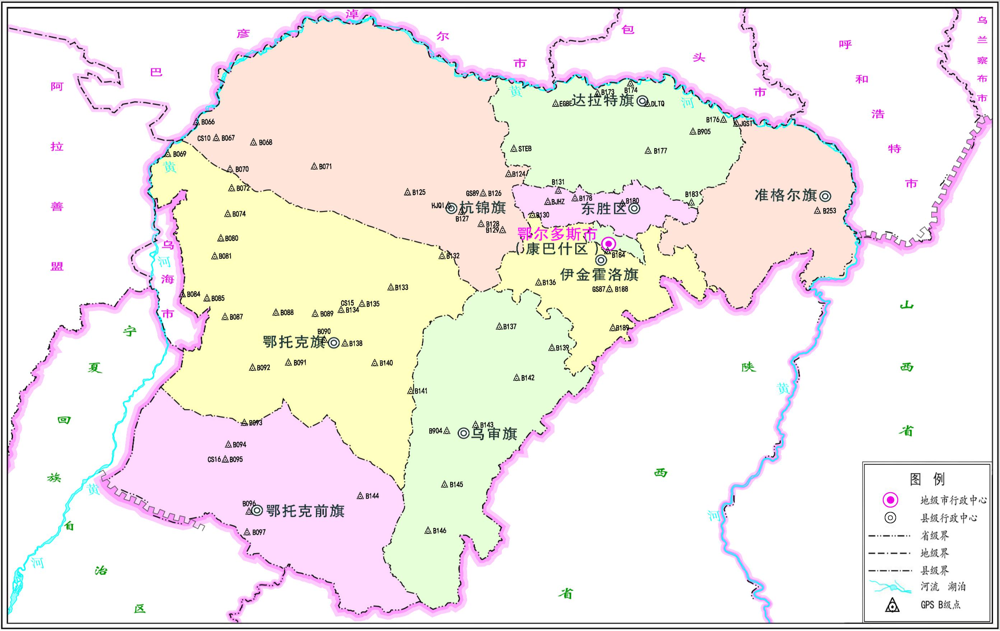 巴彦淖尔市
包头市
呼和浩特市
乌兰察布市
阿拉善盟
乌海市
宁夏回族自治区
陕西省
山西省
黄河
黄河
黄河
黄河
B173
B174
EGBE
达拉特旗
DLTQ
B176
JGST
B905
STEB
B177
B066
CS10 B067
B068
B069
B070
B071
B072
B074
B080
B081
B124
B125
GS89 B126
HJQI
杭锦旗
B127
B128
B129
B131
BJHZ
B178
B180
东胜区
B130
B183
准格尔旗
B253
鄂尔多斯市
(康巴什区)
B184
伊金霍洛旗
B132
B133
B136
GS87 B188
B084
B085
B087
B088
B089
CS15
B134
B135
B090
鄂托克旗
B138
B137
B189
B139
B091
B092
B140
B142
B141
B093
B904
B143
乌审旗
B094
CS16 B095
B145
B144
B096
鄂托克前旗
B097
B146
图 例
地级市行政中心
县级行政中心
省级界
地级界
县级界
河流 湖泊
GPS B级点